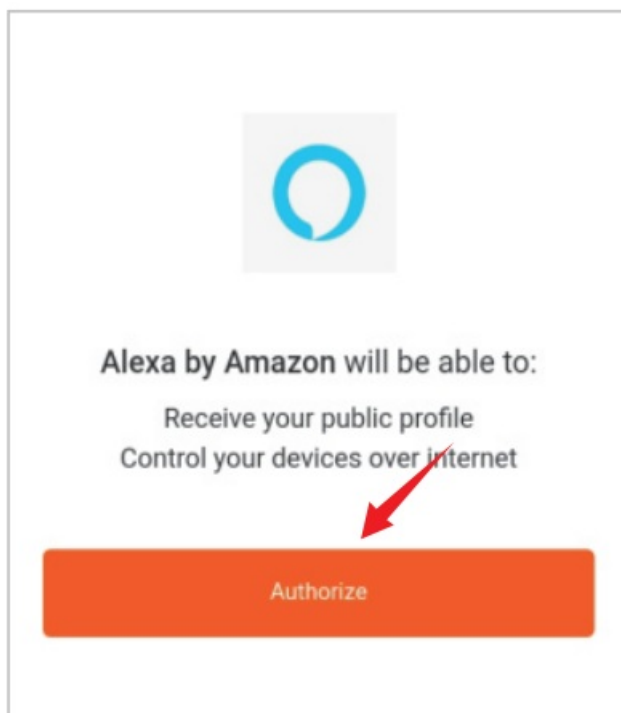 Alexa by Amazon will be able to:
Receive your public profile
Control your devices over internet
Authorize